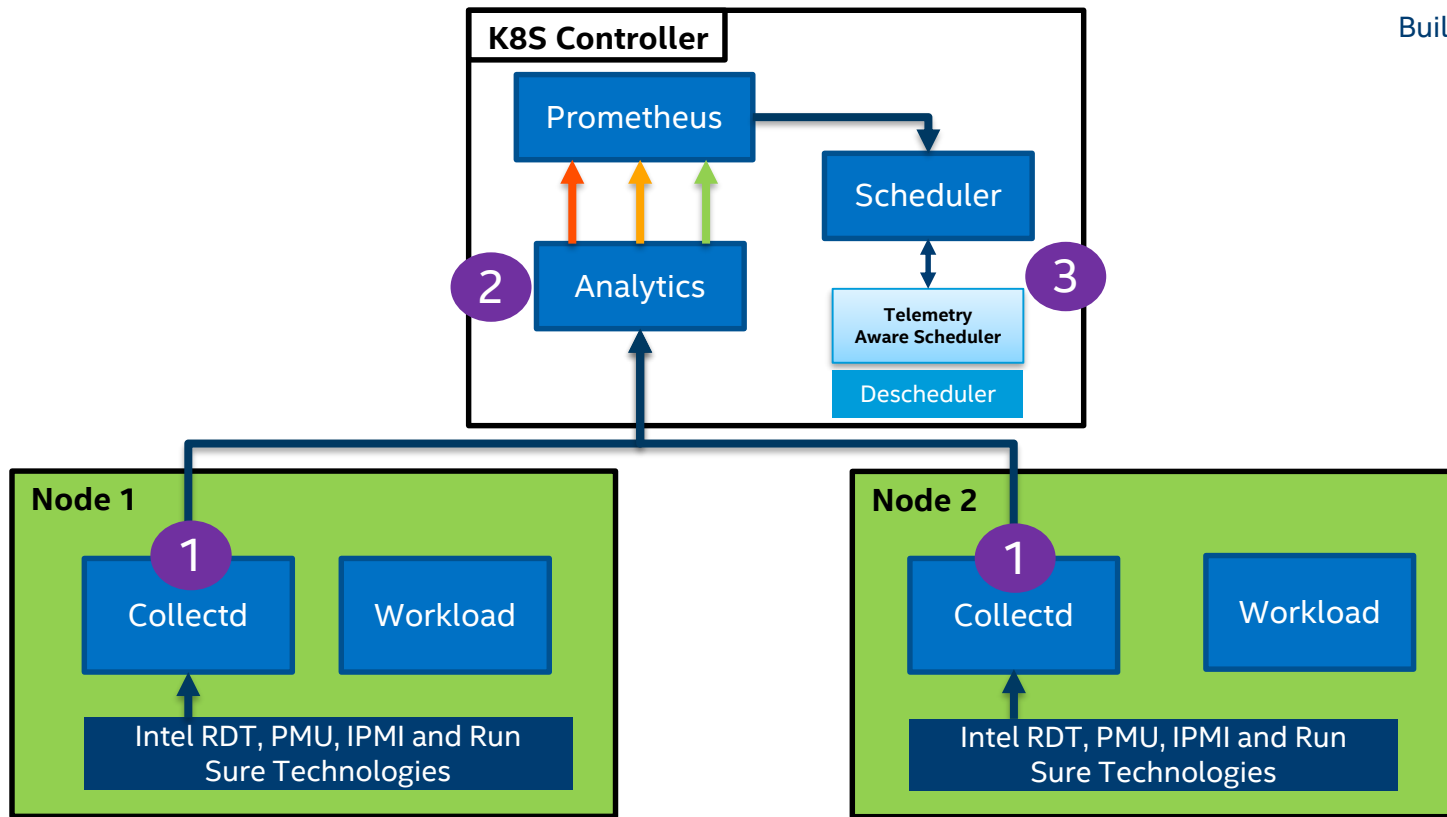 Buil
K8S Controller
Prometheus
Scheduler
2
Analytics
3
Telemetry
Aware Scheduler
Descheduler
Node 1
1
Collectd
Workload
Intel RDT, PMU, IPMI and Run
Sure Technologies
Node 2
1
Collectd
Workload
Intel RDT, PMU, IPMI and Run
Sure Technologies